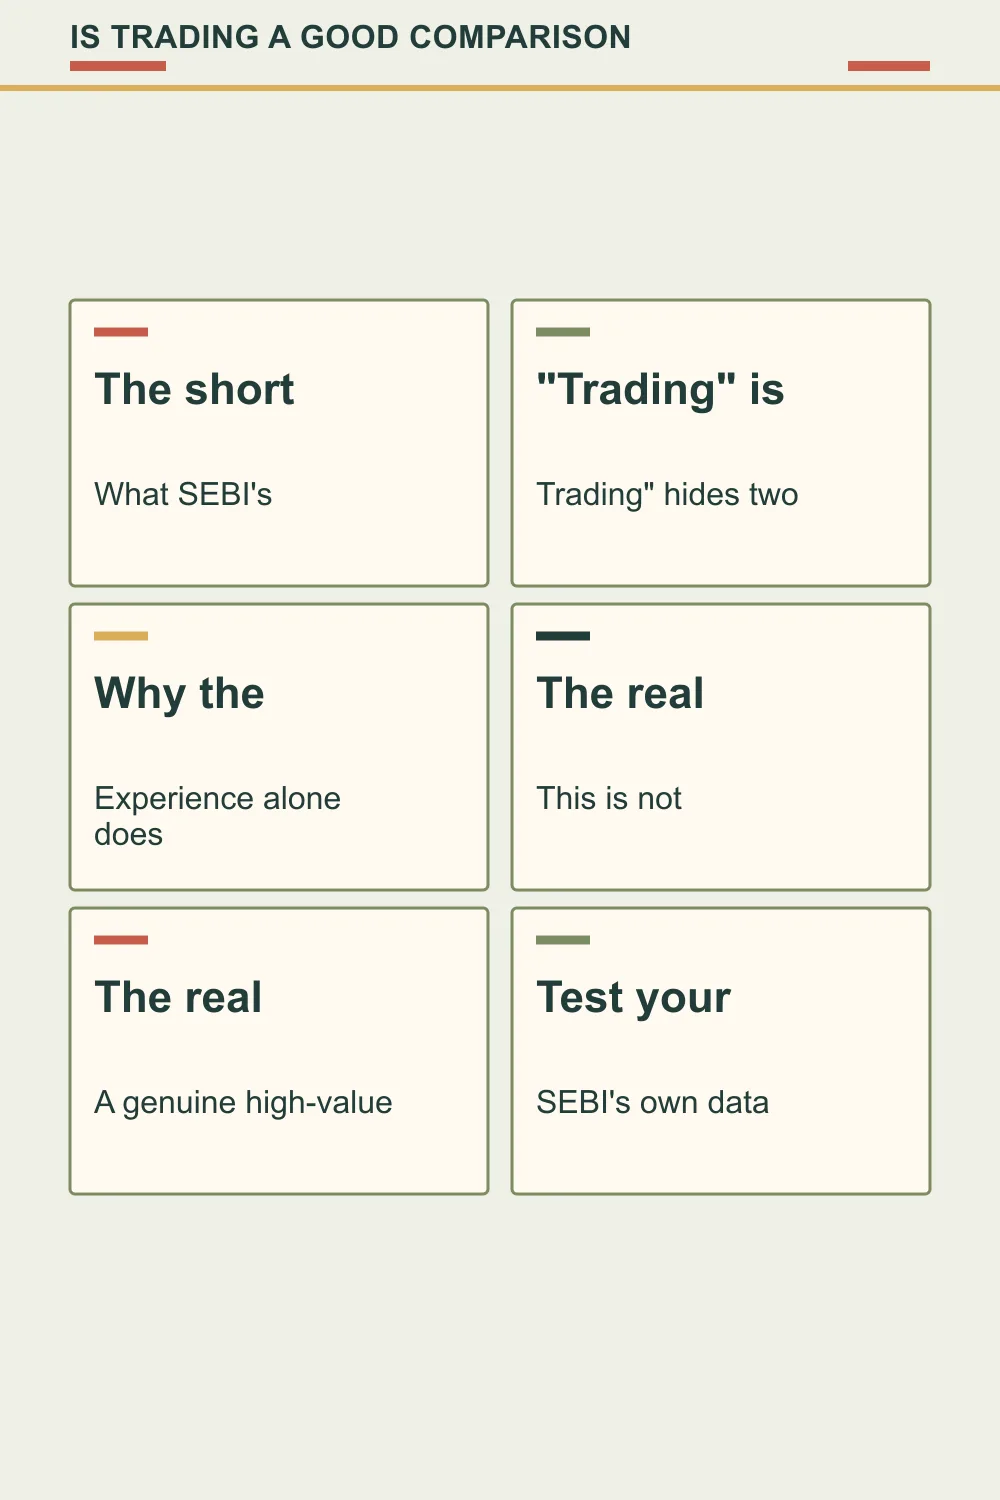 IS TRADING A GOOD COMPARISON
The short
What SEBI's
"Trading" is
Trading" hides two
Why the
Experience alone
does
The real
This is not
The real
A genuine high-value
Test your
SEBI's own data